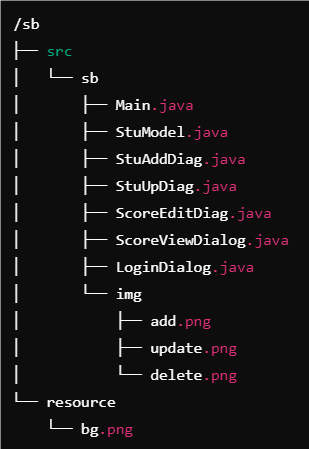 /sb
├── src
│   └── sb
│       ├── Main.java
│       ├── StuModel.java
│       ├── StuAddDiag.java
│       ├── StuUpDiag.java
│       ├── ScoreEditDiag.java
│       ├── ScoreViewDialog.java
│       ├── LoginDialog.java
│       └── img
│           ├── add.png
│           ├── update.png
│           └── delete.png
└── resource
    └── bg.png